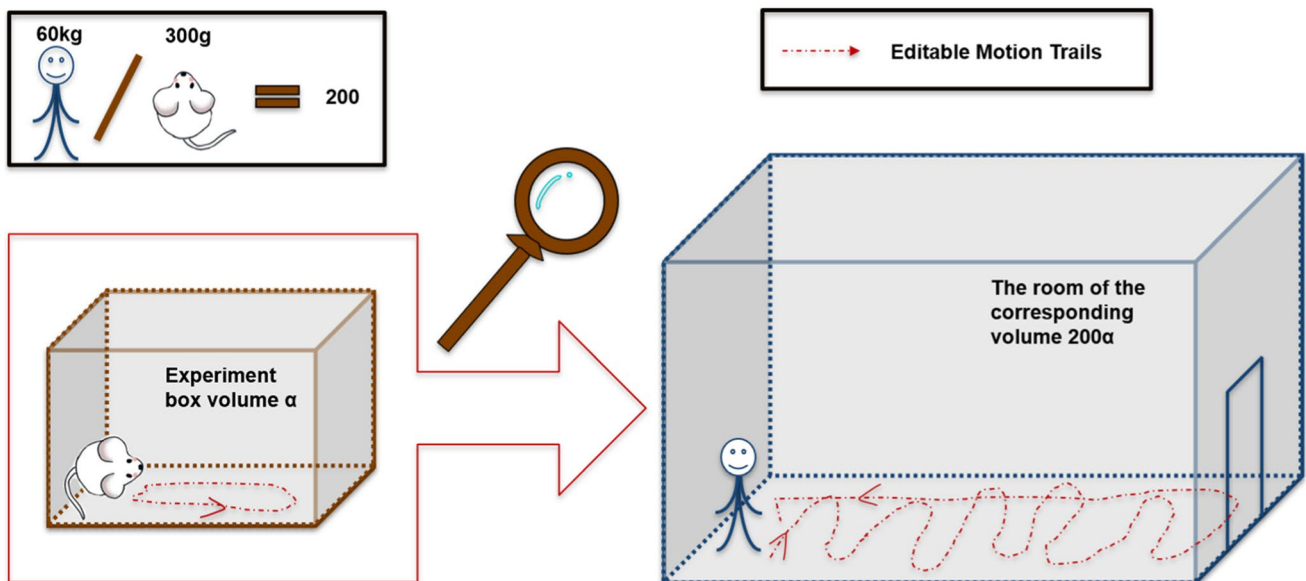 60kg
300g
200
Editable Motion Trails
Experiment
box volume α
The room of the
corresponding
volume 200α